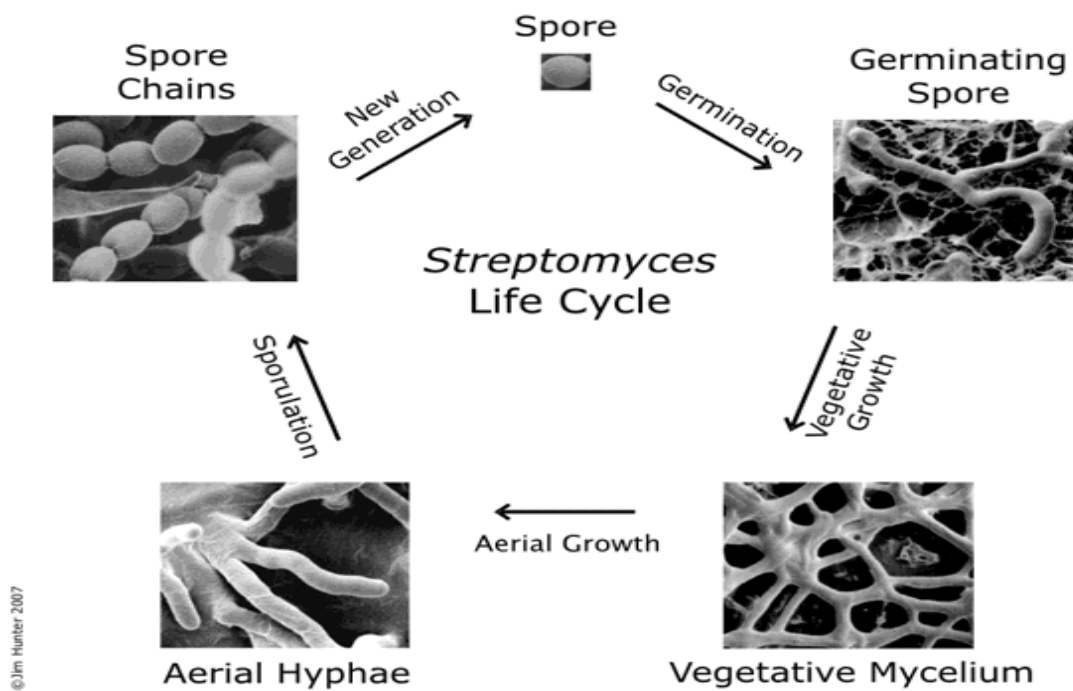 Spore
Spore
Chains
New
Generation
Germination
Germinating
Spore
Streptomyces
Life Cycle
Sporulation
Vegetative
Growth
Aerial Growth
Aerial Hyphae
Vegetative Mycelium
©Jim Hunter 2007